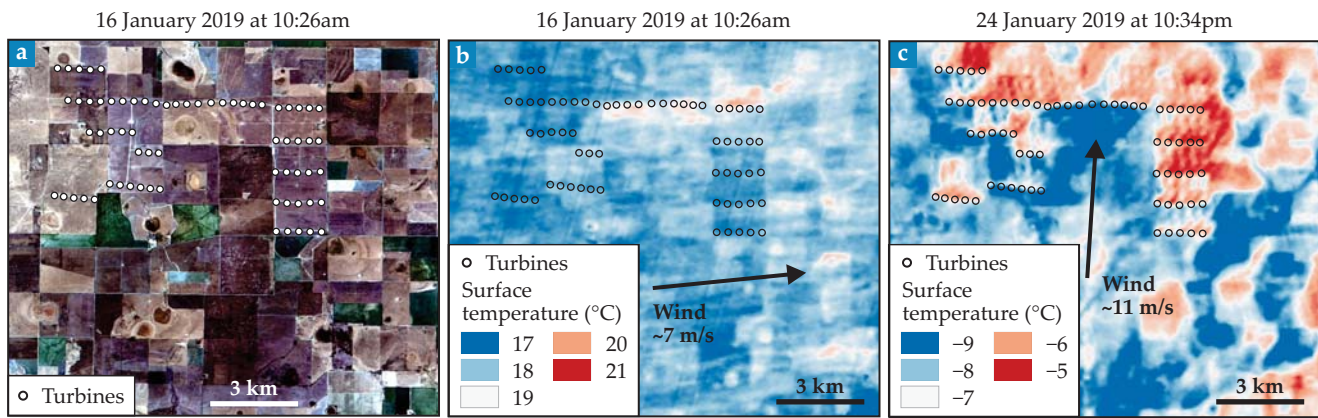 16 January 2019 at 10:26am
16 January 2019 at 10:26am
24 January 2019 at 10:34pm
a
Turbines
3 km
b
Turbines
Surface
temperature (°C)
17 20
18 21
19
Wind
~7 m/s
3 km
c
Turbines
Surface
temperature (°C)
−9 −6
−8 −5
−7
Wind
~11 m/s
3 km